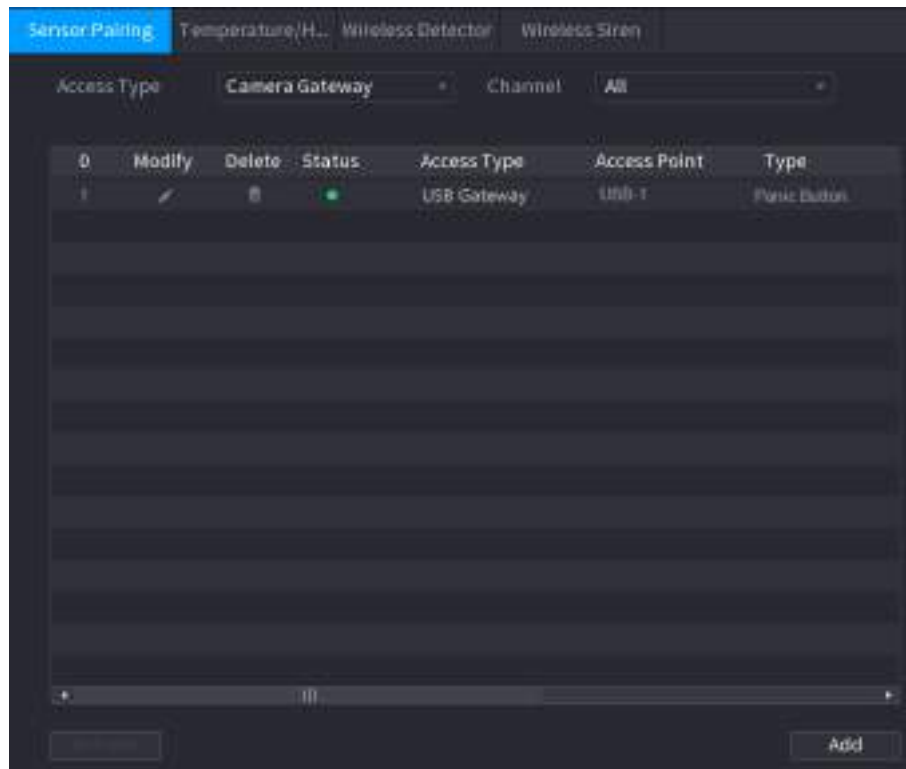 Sensor Pairing Temperature/H... Wireless Detector Wireless Siren
Access Type Camera Gateway Channel All
0 Modify Delete Status Access Type Access Point Type
1 USB Gateway USB-1 Panic Button
Add